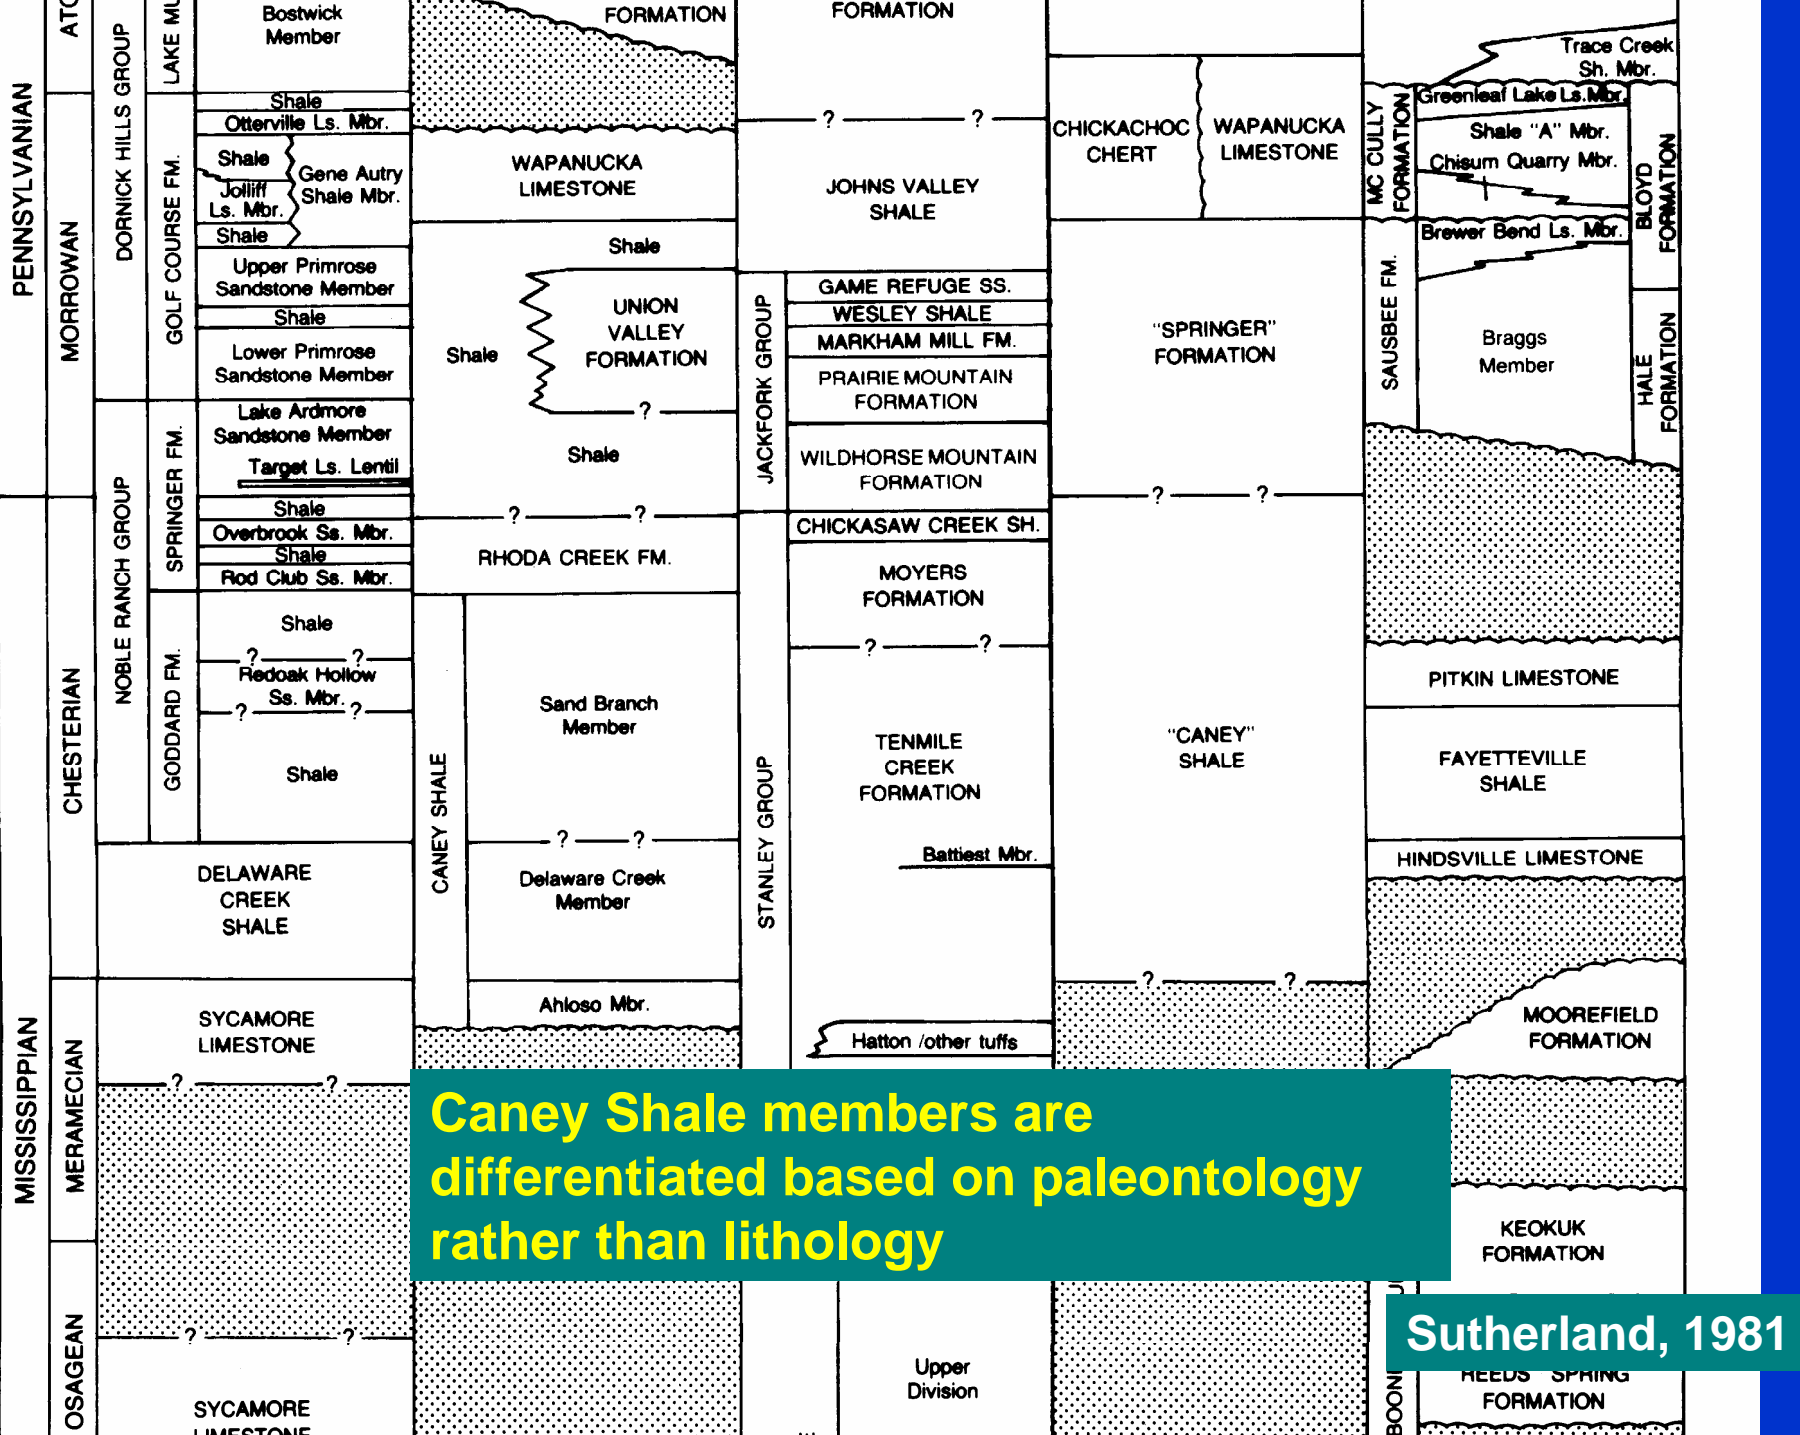 PENNSYLVANIAN
MISSISSIPPIAN
MORROWAN
CHESTERIAN
MERAMECIAN
OSAGEAN
DORNICK HILLS GROUP
NOBLE RANCH GROUP
LAKE
GOLF COURSE FM.
SPRINGER FM.
GODDARD FM.
Bostwick
Member
Shale
Otterville Ls. Mbr.
Shale
Jolliff
Ls. Mbr.
Gene Autry
Shale Mbr.
Shale
Upper Primrose
Sandstone Member
Shale
Lower Primrose
Sandstone Member
Lake Ardmore
Sandstone Member
Target Ls. Lentil
Shale
Overbrook Ss. Mbr.
Shale
Rod Club Ss. Mbr.
Shale
? ?
Redoak Hollow
Ss. Mbr.
? ?
Shale
DELAWARE
CREEK
SHALE
SYCAMORE
LIMESTONE
? ?
? ?
SYCAMORE
LIMESTONE
FORMATION
WAPANUCKA
LIMESTONE
Shale
UNION
VALLEY
FORMATION
Shale
?
Shale
? ?
RHODA CREEK FM.
CANEY SHALE
Sand Branch
Member
? ?
Delaware Creek
Member
Ahloso Mbr.
FORMATION
? ?
JOHNS VALLEY
SHALE
JACKFORK GROUP
GAME REFUGE SS.
WESLEY SHALE
MARKHAM MILL FM.
PRAIRIE MOUNTAIN
FORMATION
WILDHORSE MOUNTAIN
FORMATION
STANLEY GROUP
CHICKASAW CREEK SH.
MOYERS
FORMATION
? ?
TENMILE
CREEK
FORMATION
Battiest Mbr.
Hatton /other tuffs
Upper
Division
CHICKACHOC
CHERT
WAPANUCKA
LIMESTONE
"SPRINGER"
FORMATION
? ?
"CANEY"
SHALE
? ?
Trace Creek
Sh. Mbr.
MC CULLY
FORMATION
Greenleaf Lake Ls. Mbr.
Shale "A" Mbr.
Chisum Quarry Mbr.
BLOYD
FORMATION
SAUSBEE FM.
Brewer Bend Ls. Mbr.
Braggs
Member
HALE
FORMATION
PITKIN LIMESTONE
FAYETTEVILLE
SHALE
HINDSVILLE LIMESTONE
MOOREFIELD
FORMATION
KEOKUK
FORMATION
REEDS SPRING
FORMATION
Caney Shale members are
differentiated based on paleontology
rather than lithology
Sutherland, 1981